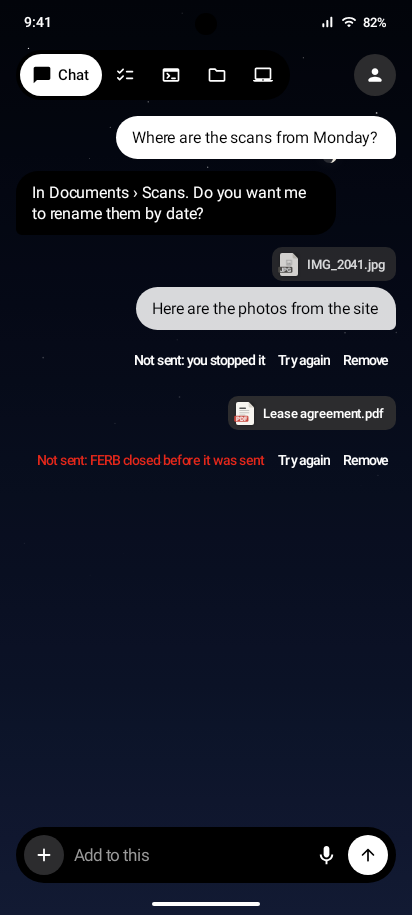 9:41
82%
Chat
Where are the scans from Monday?
In Documents › Scans. Do you want me
to rename them by date?
JPG
IMG_2041.jpg
Here are the photos from the site
Not sent: you stopped it Try again Remove
PDF
Lease agreement.pdf
Not sent: FERB closed before it was sent Try again Remove
Add to this